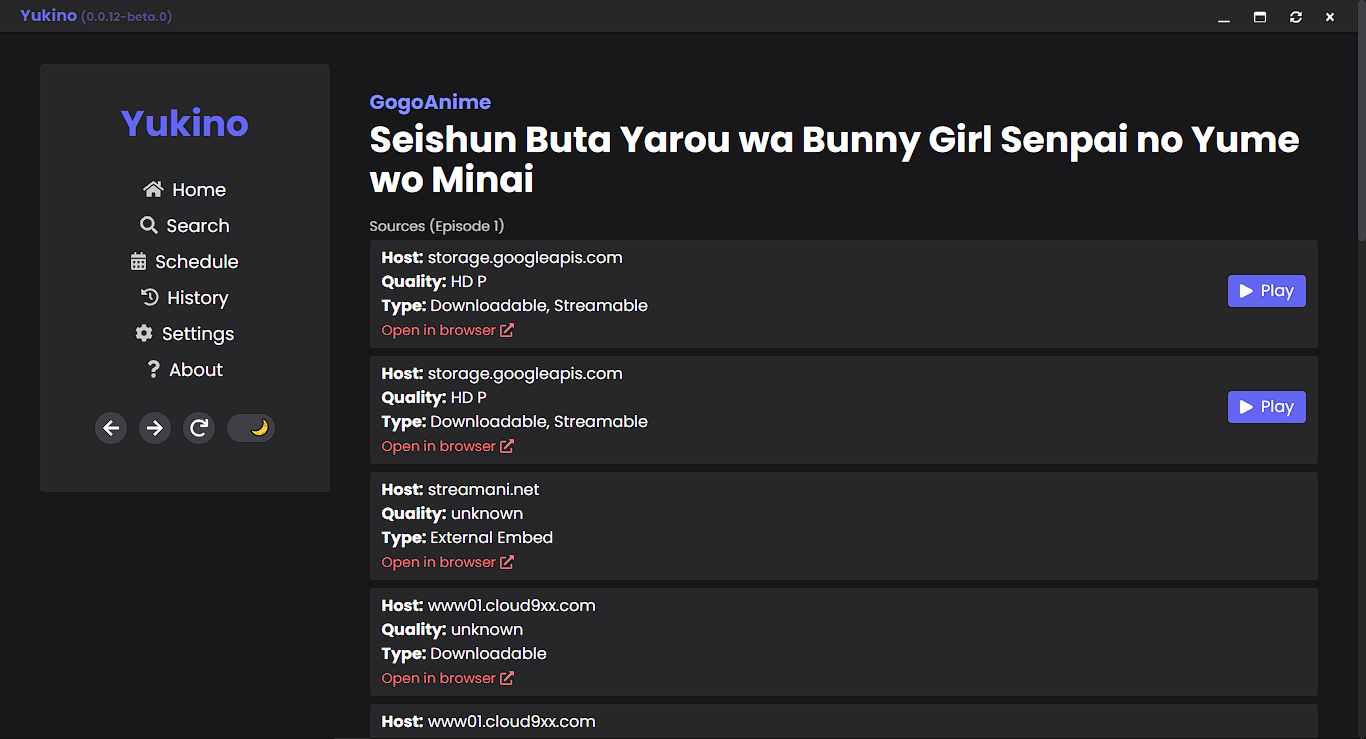 Yukino (0.0.12-beta.0)
Yukino
Home
Search
Schedule
History
Settings
About
GogoAnime
Seishun Buta Yarou wa Bunny Girl Senpai no Yume
wo Minai
Sources (Episode 1)
Host: storage.googleapis.com
Quality: HD P
Type: Downloadable, Streamable
Open in browser
Play
Host: storage.googleapis.com
Quality: HD P
Type: Downloadable, Streamable
Open in browser
Play
Host: streamani.net
Quality: unknown
Type: External Embed
Open in browser
Host: www01.cloud9xx.com
Quality: unknown
Type: Downloadable
Open in browser
Host: www01.cloud9xx.com